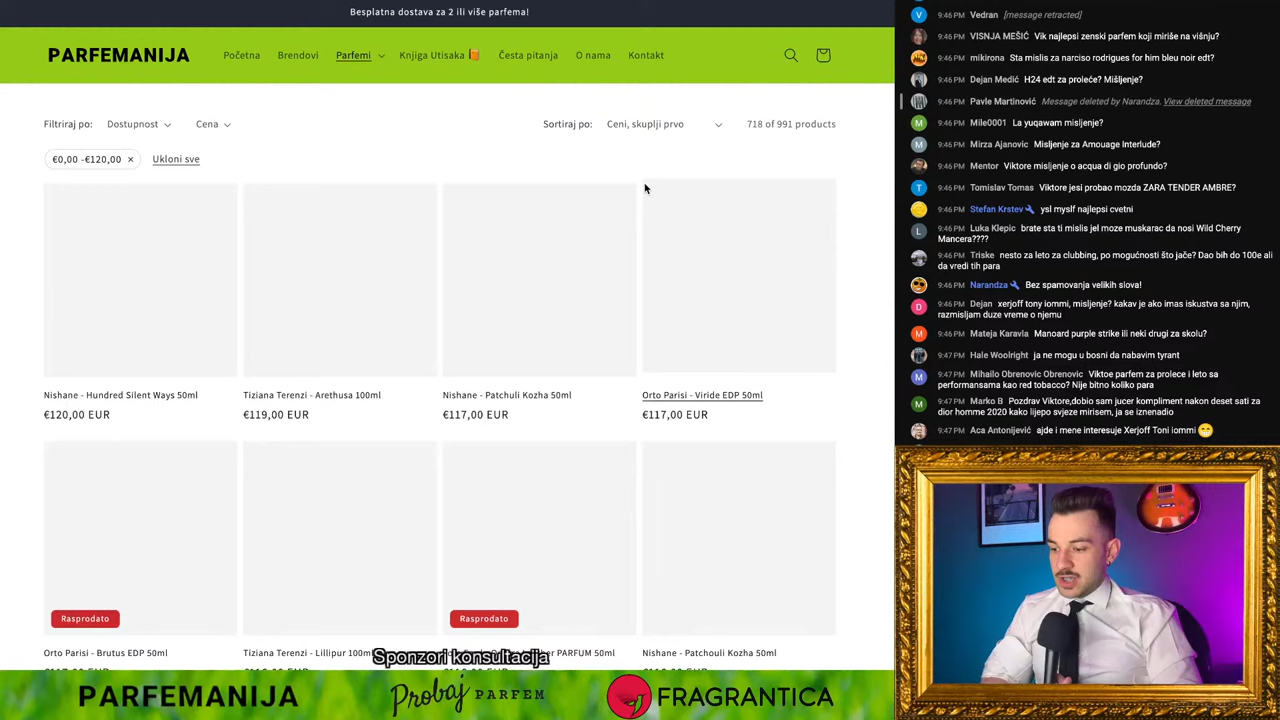 Besplatna dostava za 2 ili više parfema!
PARFEMANIJA
Početna
Brendovi
Parfemi
Knjiga Utisaka
Česta pitanja
O nama
Kontakt
Filtriraj po:
Dostupnost
Cena
Sortiraj po:
Ceni, skuplji prvo
718 of 991 products
€0,00 -€120,00 ×
Ukloni sve
Nishane - Hundred Silent Ways 50ml
€120,00 EUR
Tiziana Terenzi - Arethusa 100ml
€119,00 EUR
Nishane - Patchuli Kozha 50ml
€117,00 EUR
Orto Parisi - Viride EDP 50ml
€117,00 EUR
Rasprodato
Rasprodato
Orto Parisi - Brutus EDP 50ml
Tiziana Terenzi - Lillipur 100ml
PARFUM 50ml
Nishane - Patchouli Kozha 50ml
Sponzori konsultacija
PARFEMANIJA
Probaj PARFEM
FRAGRANTICA
9:46 PM Vedran [message retracted]
9:46 PM VISNJA MEŠIĆ Vik najlepsi zenski parfem koji miriše na višnju?
9:46 PM mikirona Sta mislis za narciso rodrigues for him bleu noir edt?
9:46 PM Dejan Medić H24 edt za proleće? Mišljenje?
9:46 PM Pavle Martinović Message deleted by Narandza. View deleted message
9:46 PM Mile0001 La yuqawam misljenje?
9:46 PM Mirza Ajanovic Misljenje za Amouage Interlude?
9:46 PM Mentor Viktore misljenje o acqua di gio profondo?
9:46 PM Tomislav Tomas Viktore jesi probao mozda ZARA TENDER AMBRE?
9:46 PM Stefan Krstev ysl myslf najlepsi cvetni
9:46 PM Luka Klepic brate sta ti mislis jel moze muskarac da nosi Wild Cherry
Mancera????
9:46 PM Triske nesto za leto za clubbing, po mogućnosti što jače? Dao bih do 100e ali
da vredi tih para
9:46 PM Narandza Bez spamovanja velikih slova!
9:46 PM Dejan xerjoff tony iommi, misljenje? kakav je ako imas iskustva sa njim,
razmisljam duze vreme o njemu
9:46 PM Mateja Karavla Manoard purple strike ili neki drugi za skolu?
9:47 PM Hale Woolright ja ne mogu u bosni da nabavim tyrant
9:47 PM Mihailo Obrenovic Obrenovic Viktoe parfem za prolece i leto sa
performansama kao red tobacco? Nije bitno koliko para
9:47 PM Marko B Pozdrav Viktore,dobio sam jucer kompliment nakon deset sati za
dior homme 2020 kako lijepo svjeze mirisem, ja se iznenadio
9:47 PM Aca Antonijević ajde i mene interesuje Xerjoff Toni iommi